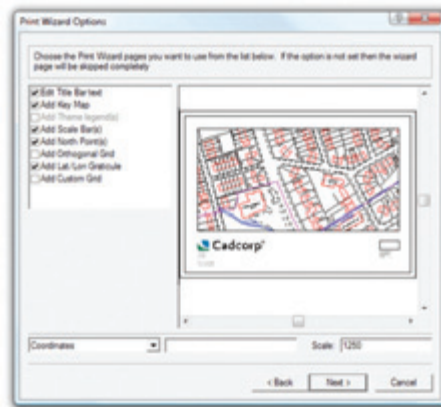 Print Wizard Options
Choose the Print Wizard pages you want to use from the list below. If the option is not set then the wizard
page will be skipped completely
Edit Title Bar text
Add Key Map
Add Theme legend(s)
Add Scale Bar(s)
Add North Point(s)
Add Orthogonal Grid
Add Lat/Lon Graticule
Add Custom Grid
Cadcorp
Coordinates
Scale: 1250
< Back
Next >
Cancel